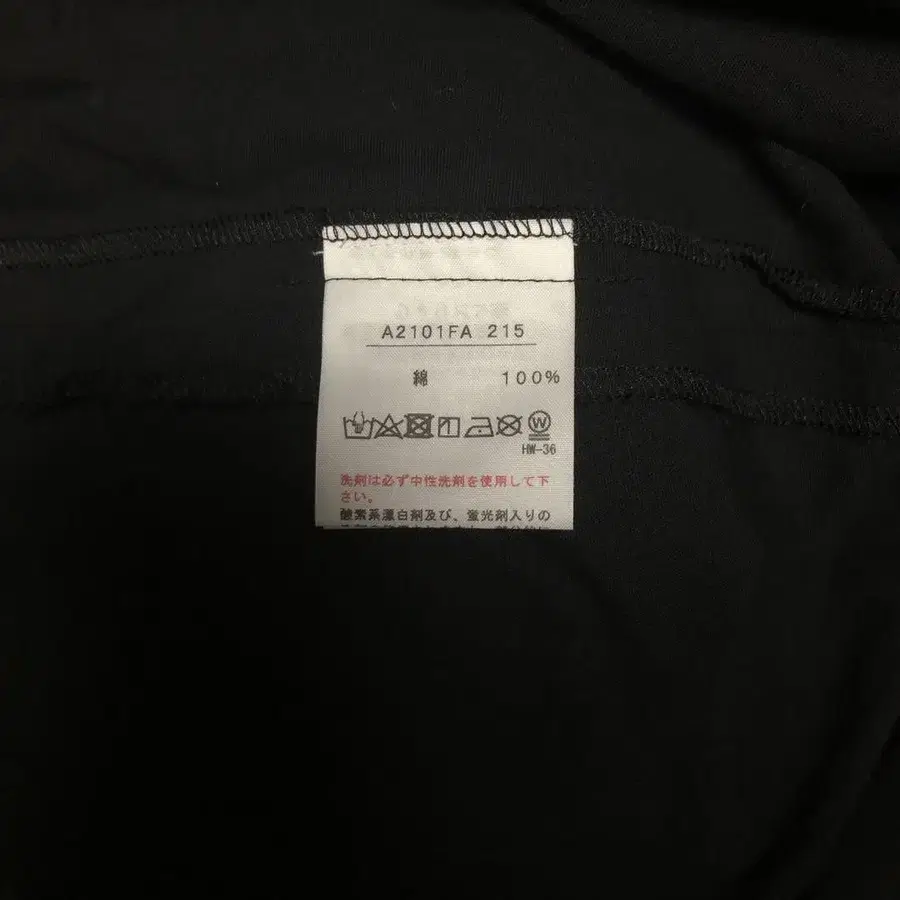 A2101FA 215
綿 100%
W
HW-36
洗剤は必ず中性洗剤を使用して下
さい。
酸素系漂白剤及び、蛍光剤入りの